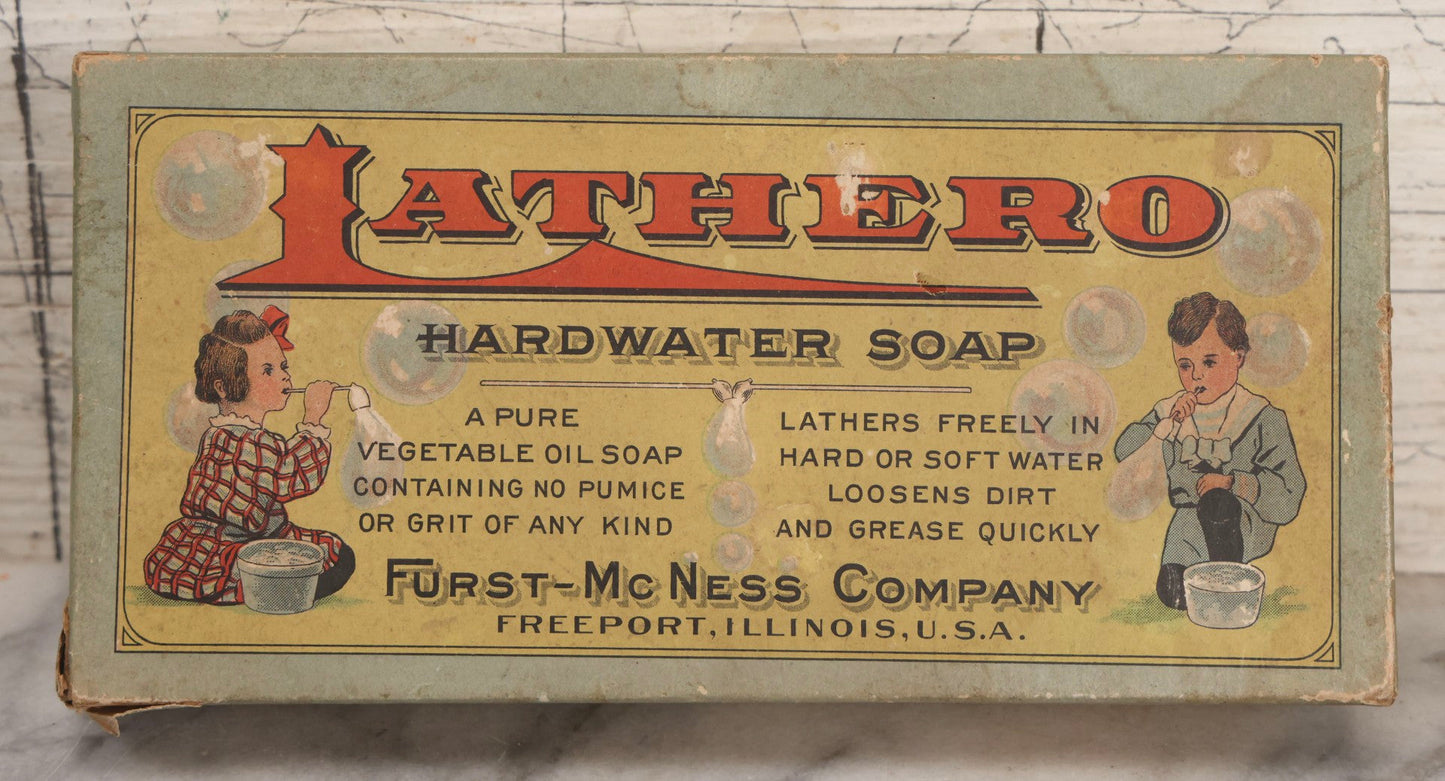 LATHERO
HARDWATER SOAP
A PURE
VEGETABLE OIL SOAP
CONTAINING NO PUMICE
OR GRIT OF ANY KIND
LATHERS FREELY IN
HARD OR SOFT WATER
LOOSENS DIRT
AND GREASE QUICKLY
FURST-MCNESS COMPANY
FREEPORT, ILLINOIS, U.S.A.